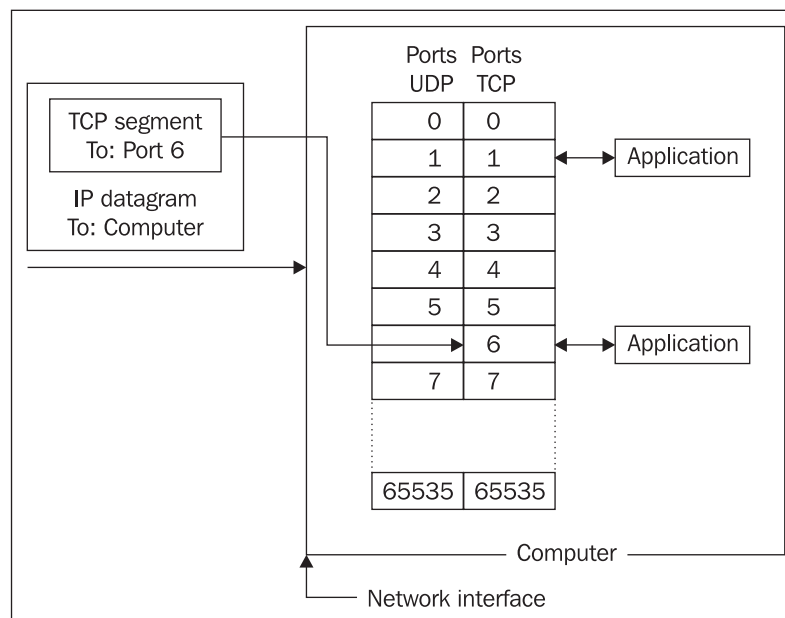 Ports Ports
UDP TCP
TCP segment
To: Port 6
IP datagram
To: Computer
0 0
1 1
Application
2 2
3 3
4 4
5 5
6
Application
7 7
65535 65535
Computer
Network interface